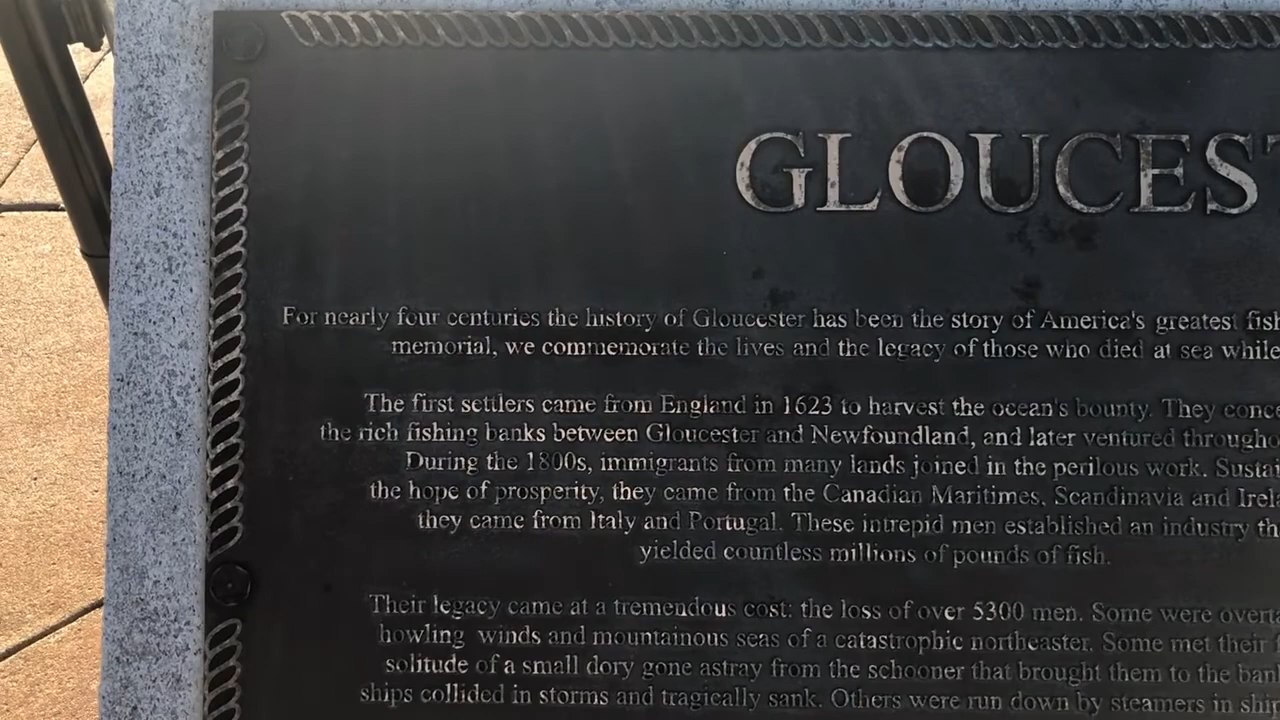 GLOUCEST
For nearly four centuries the history of Gloucester has been the story of America's greatest fish
memorial, we commemorate the lives and the legacy of those who died at sea while
The first settlers came from England in 1623 to harvest the ocean's bounty. They conce
the rich fishing banks between Gloucester and Newfoundland, and later ventured througho
During the 1800s, immigrants from many lands joined in the perilous work. Sustai
the hope of prosperity, they came from the Canadian Maritimes, Scandinavia and Irel
they came from Italy and Portugal. These intrepid men established an industry th
yielded countless millions of pounds of fish.
Their legacy came at a tremendous cost: the loss of over 5300 men. Some were overta
howling winds and mountainous seas of a catastrophic northeaster. Some met their
solitude of a small dory gone astray from the schooner that brought them to the bank
ships collided in storms and tragically sank. Others were run down by steamers in ship